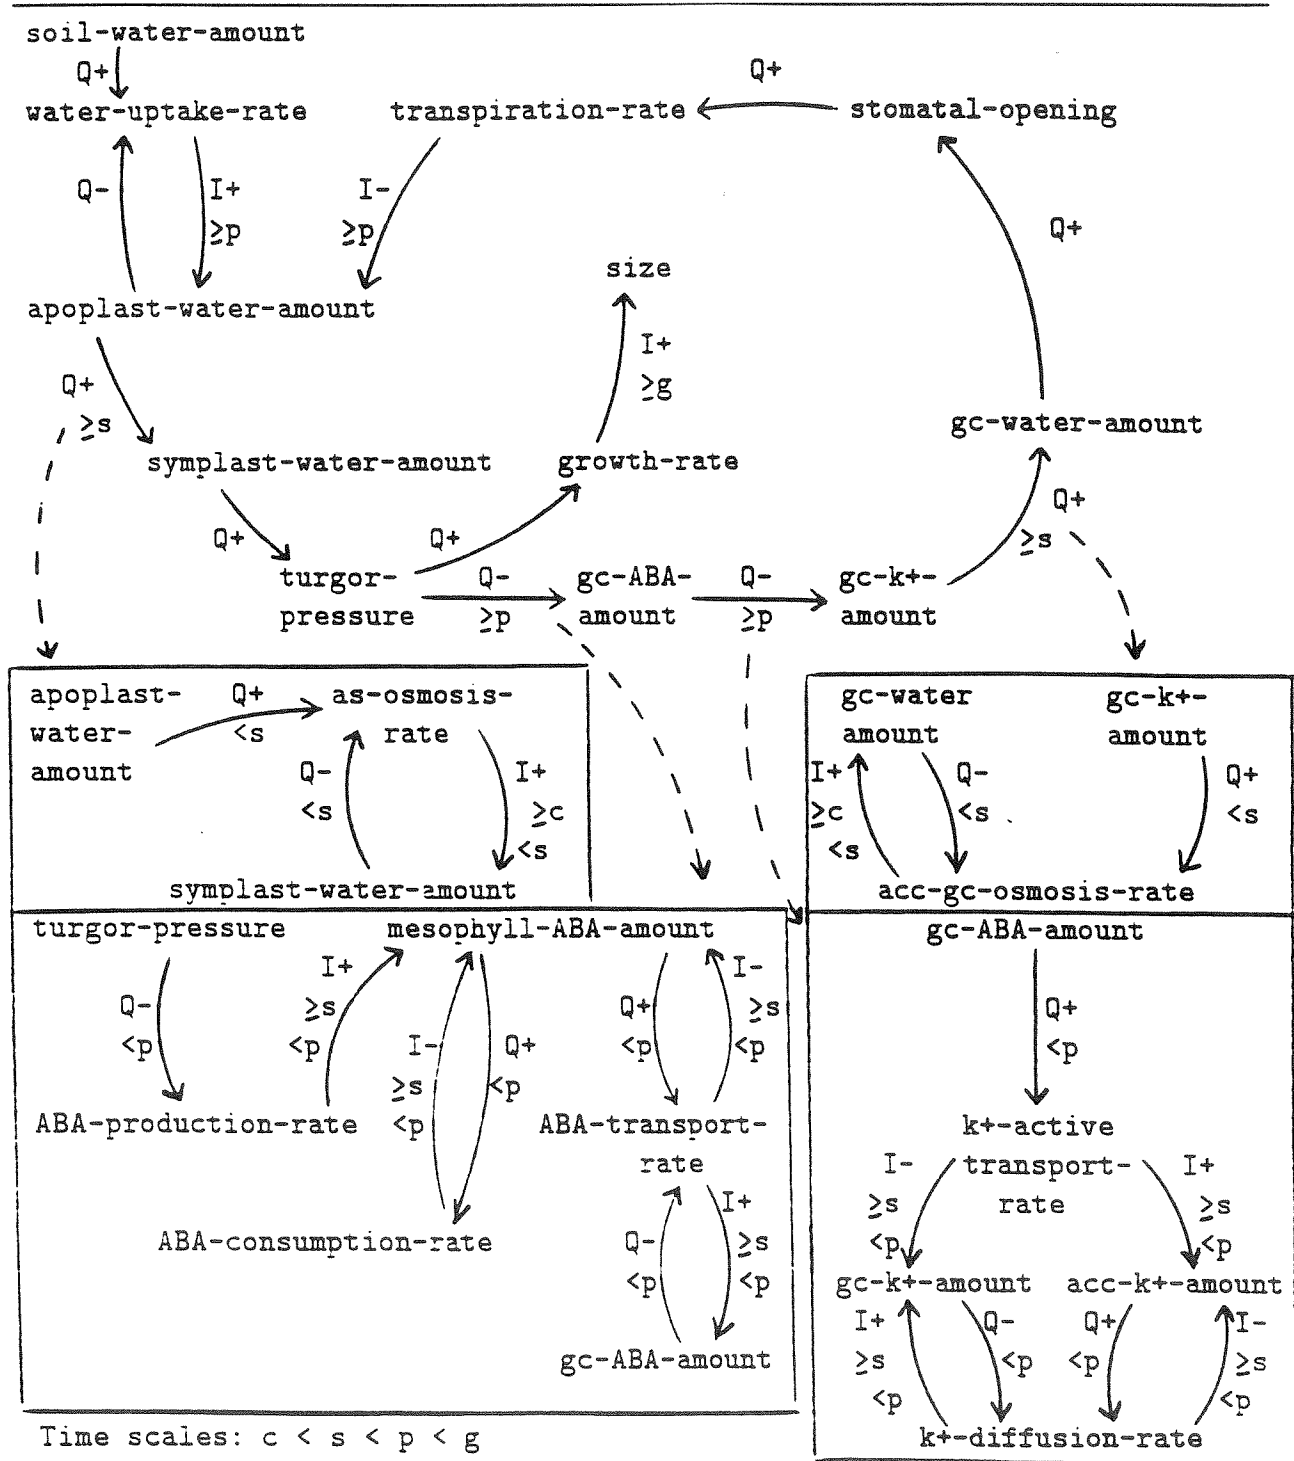 soil-water-amount
Q+
Q+
water-uptake-rate
transpiration-rate
stomatal-opening
Q-
I+
I-
≥p
≥p
Q+
size
apoplast-water-amount
I+
Q+
≥g
≥s
gc-water-amount
symplast-water-amount
growth-rate
Q+
Q+
Q+
≥s
turgor-
Q-
gc-ABA-
Q-
gc-k+-
pressure
≥p
amount
≥p
amount
apoplast-
Q+
as-osmosis-
water-
<s
rate
amount
Q-
I+
<s
≥c
<s
symplast-water-amount
gc-water
gc-k+-
amount
amount
I+
Q-
Q+
≥c
<s
<s
<s
acc-gc-osmosis-rate
turgor-pressure
mesophyll-ABA-amount
I+
I-
Q-
≥s
Q+
≥s
<p
<p
I-
Q+
<p
<p
≥s
<p
ABA-production-rate
<p
ABA-transport-
rate
I+
ABA-consumption-rate
Q-
≥s
<p
<p
gc-ABA-amount
gc-ABA-amount
Q+
<p
k+-active
I-
transport-
I+
≥s
rate
≥s
<p
<p
gc-k+-amount
acc-k+-amount
I+
Q-
Q+
I-
≥s
<p
<p
≥s
<p
<p
k+-diffusion-rate
Time scales: c < s < p < g